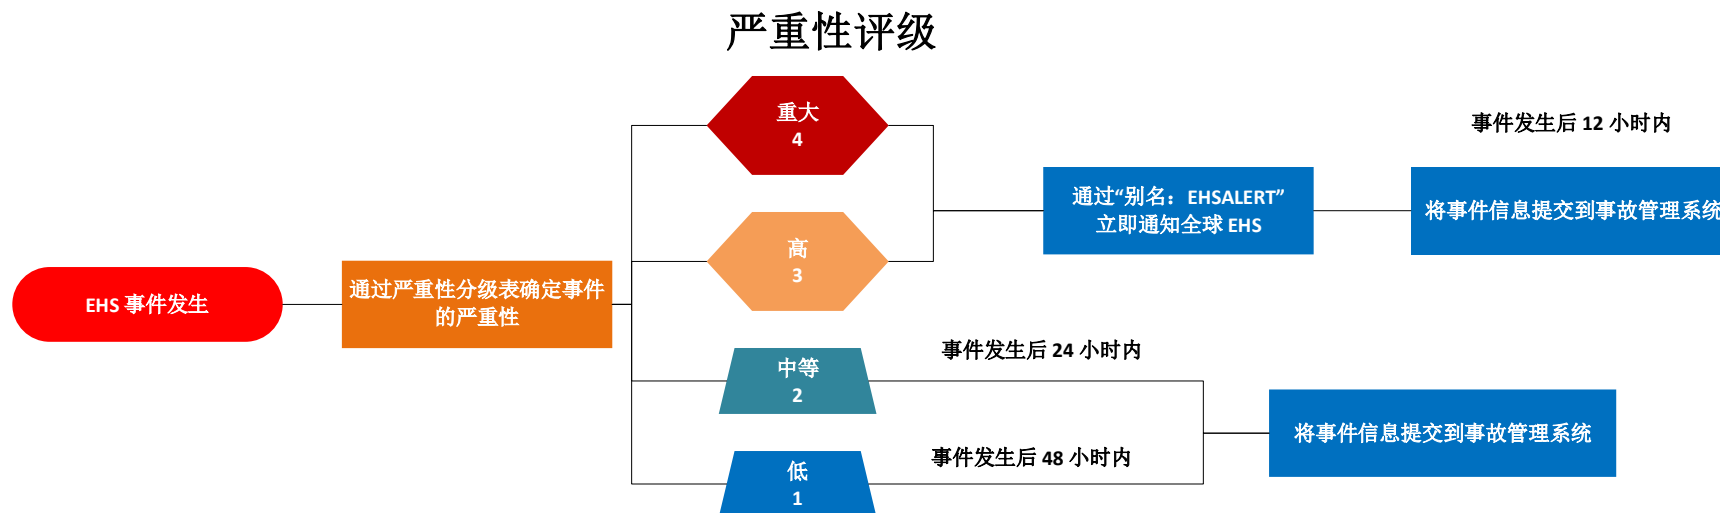 严重性评级
重大
4
事件发生后 12 小时内
通过“别名：EHSALERT”
立即通知全球 EHS
将事件信息提交到事故管理系统
高
3
EHS 事件发生
通过严重性分级表确定事件
的严重性
事件发生后 24 小时内
中等
2
将事件信息提交到事故管理系统
事件发生后 48 小时内
低
1